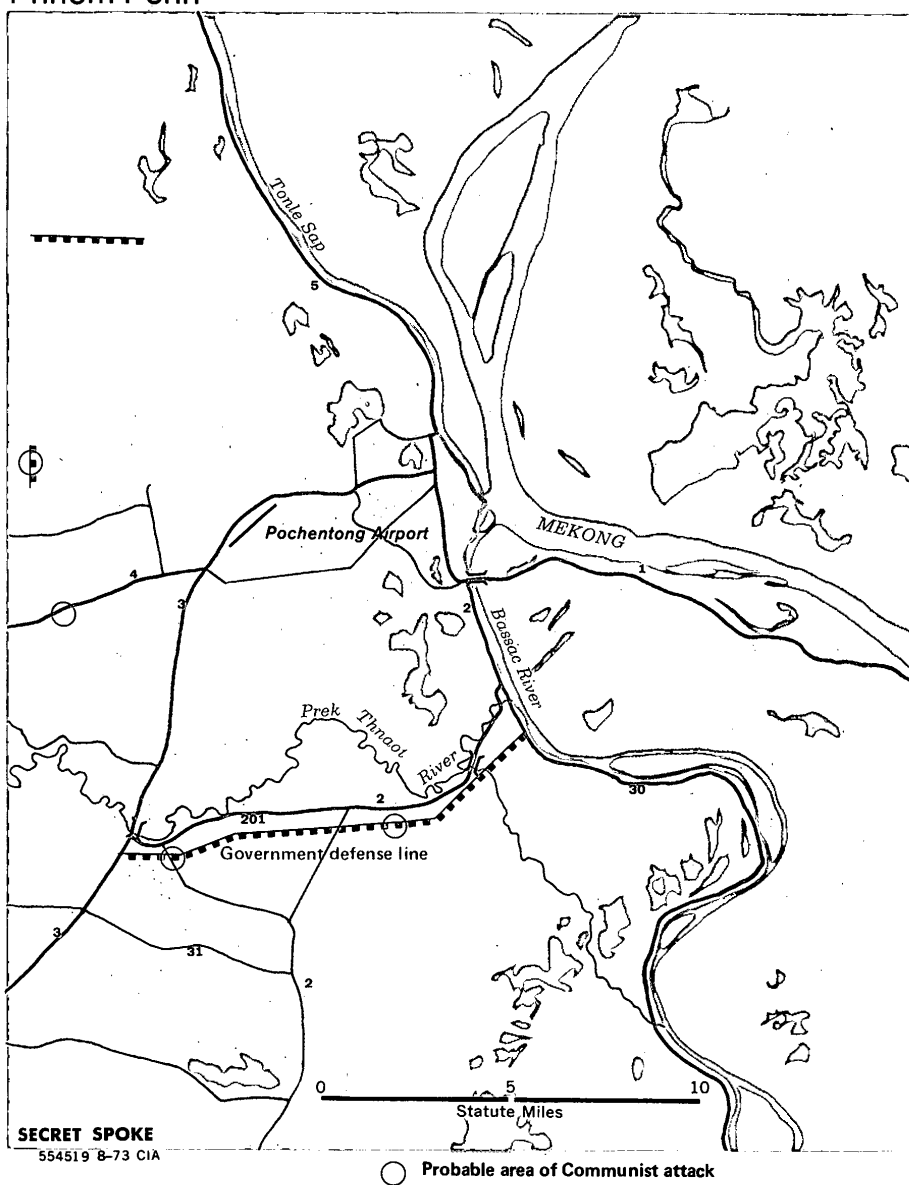 Phnom Penh
Tonle Sap
5
Pochentong Airport
MEKONG
4
1
1
3
2
Bassac River
Prek Thnaot River
2
30
201
Government defense line
3
31
2
0 5 10
Statute Miles
SECRET SPOKE
554519 8-73 CIA
Probable area of Communist attack